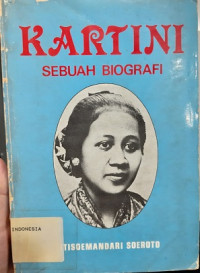 KARTINI
SEBUAH BIOGRAFI
INDONESIA
TISOEMANDARI SOEROTO